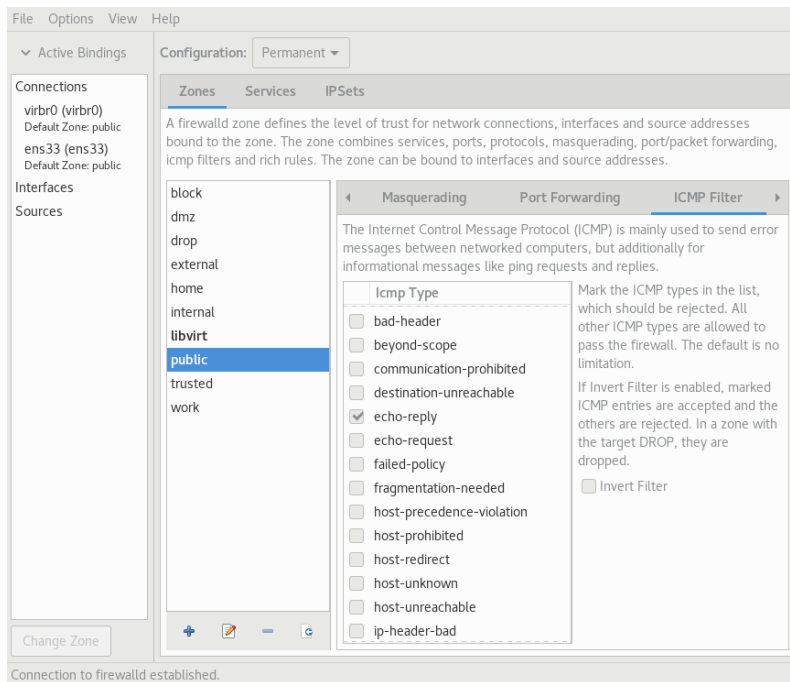 File Options View Help
Active Bindings
Configuration: Permanent
Connections
virbr0 (virbr0)
Default Zone: public
ens33 (ens33)
Default Zone: public
Interfaces
Sources
Change Zone
Zones Services IPSets
A firewalld zone defines the level of trust for network connections, interfaces and source addresses
bound to the zone. The zone combines services, ports, protocols, masquerading, port/packet forwarding,
icmp filters and rich rules. The zone can be bound to interfaces and source addresses.
block
dmz
drop
external
home
internal
libvirt
public
trusted
work
Masquerading Port Forwarding ICMP Filter
The Internet Control Message Protocol (ICMP) is mainly used to send error
messages between networked computers, but additionally for
informational messages like ping requests and replies.
Icmp Type
bad-header
beyond-scope
communication-prohibited
destination-unreachable
echo-reply
echo-request
failed-policy
fragmentation-needed
host-precedence-violation
host-prohibited
host-redirect
host-unknown
host-unreachable
ip-header-bad
Mark the ICMP types in the list,
which should be rejected. All
other ICMP types are allowed to
pass the firewall. The default is no
limitation.
If Invert Filter is enabled, marked
ICMP entries are accepted and the
others are rejected. In a zone with
the target DROP, they are
dropped.
Invert Filter
Connection to firewalld established.